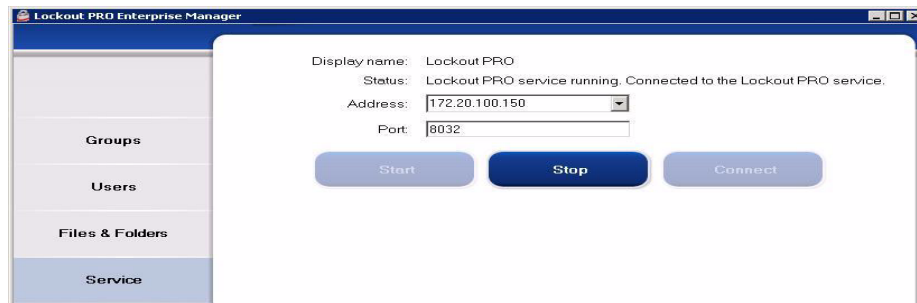 Lockout PRO Enterprise Manager
Display name: Lockout PRO
Status: Lockout PRO service running. Connected to the Lockout PRO service.
Address: 172.20.100.150
Port: 8032
Start Stop Connect
Groups
Users
Files & Folders
Service